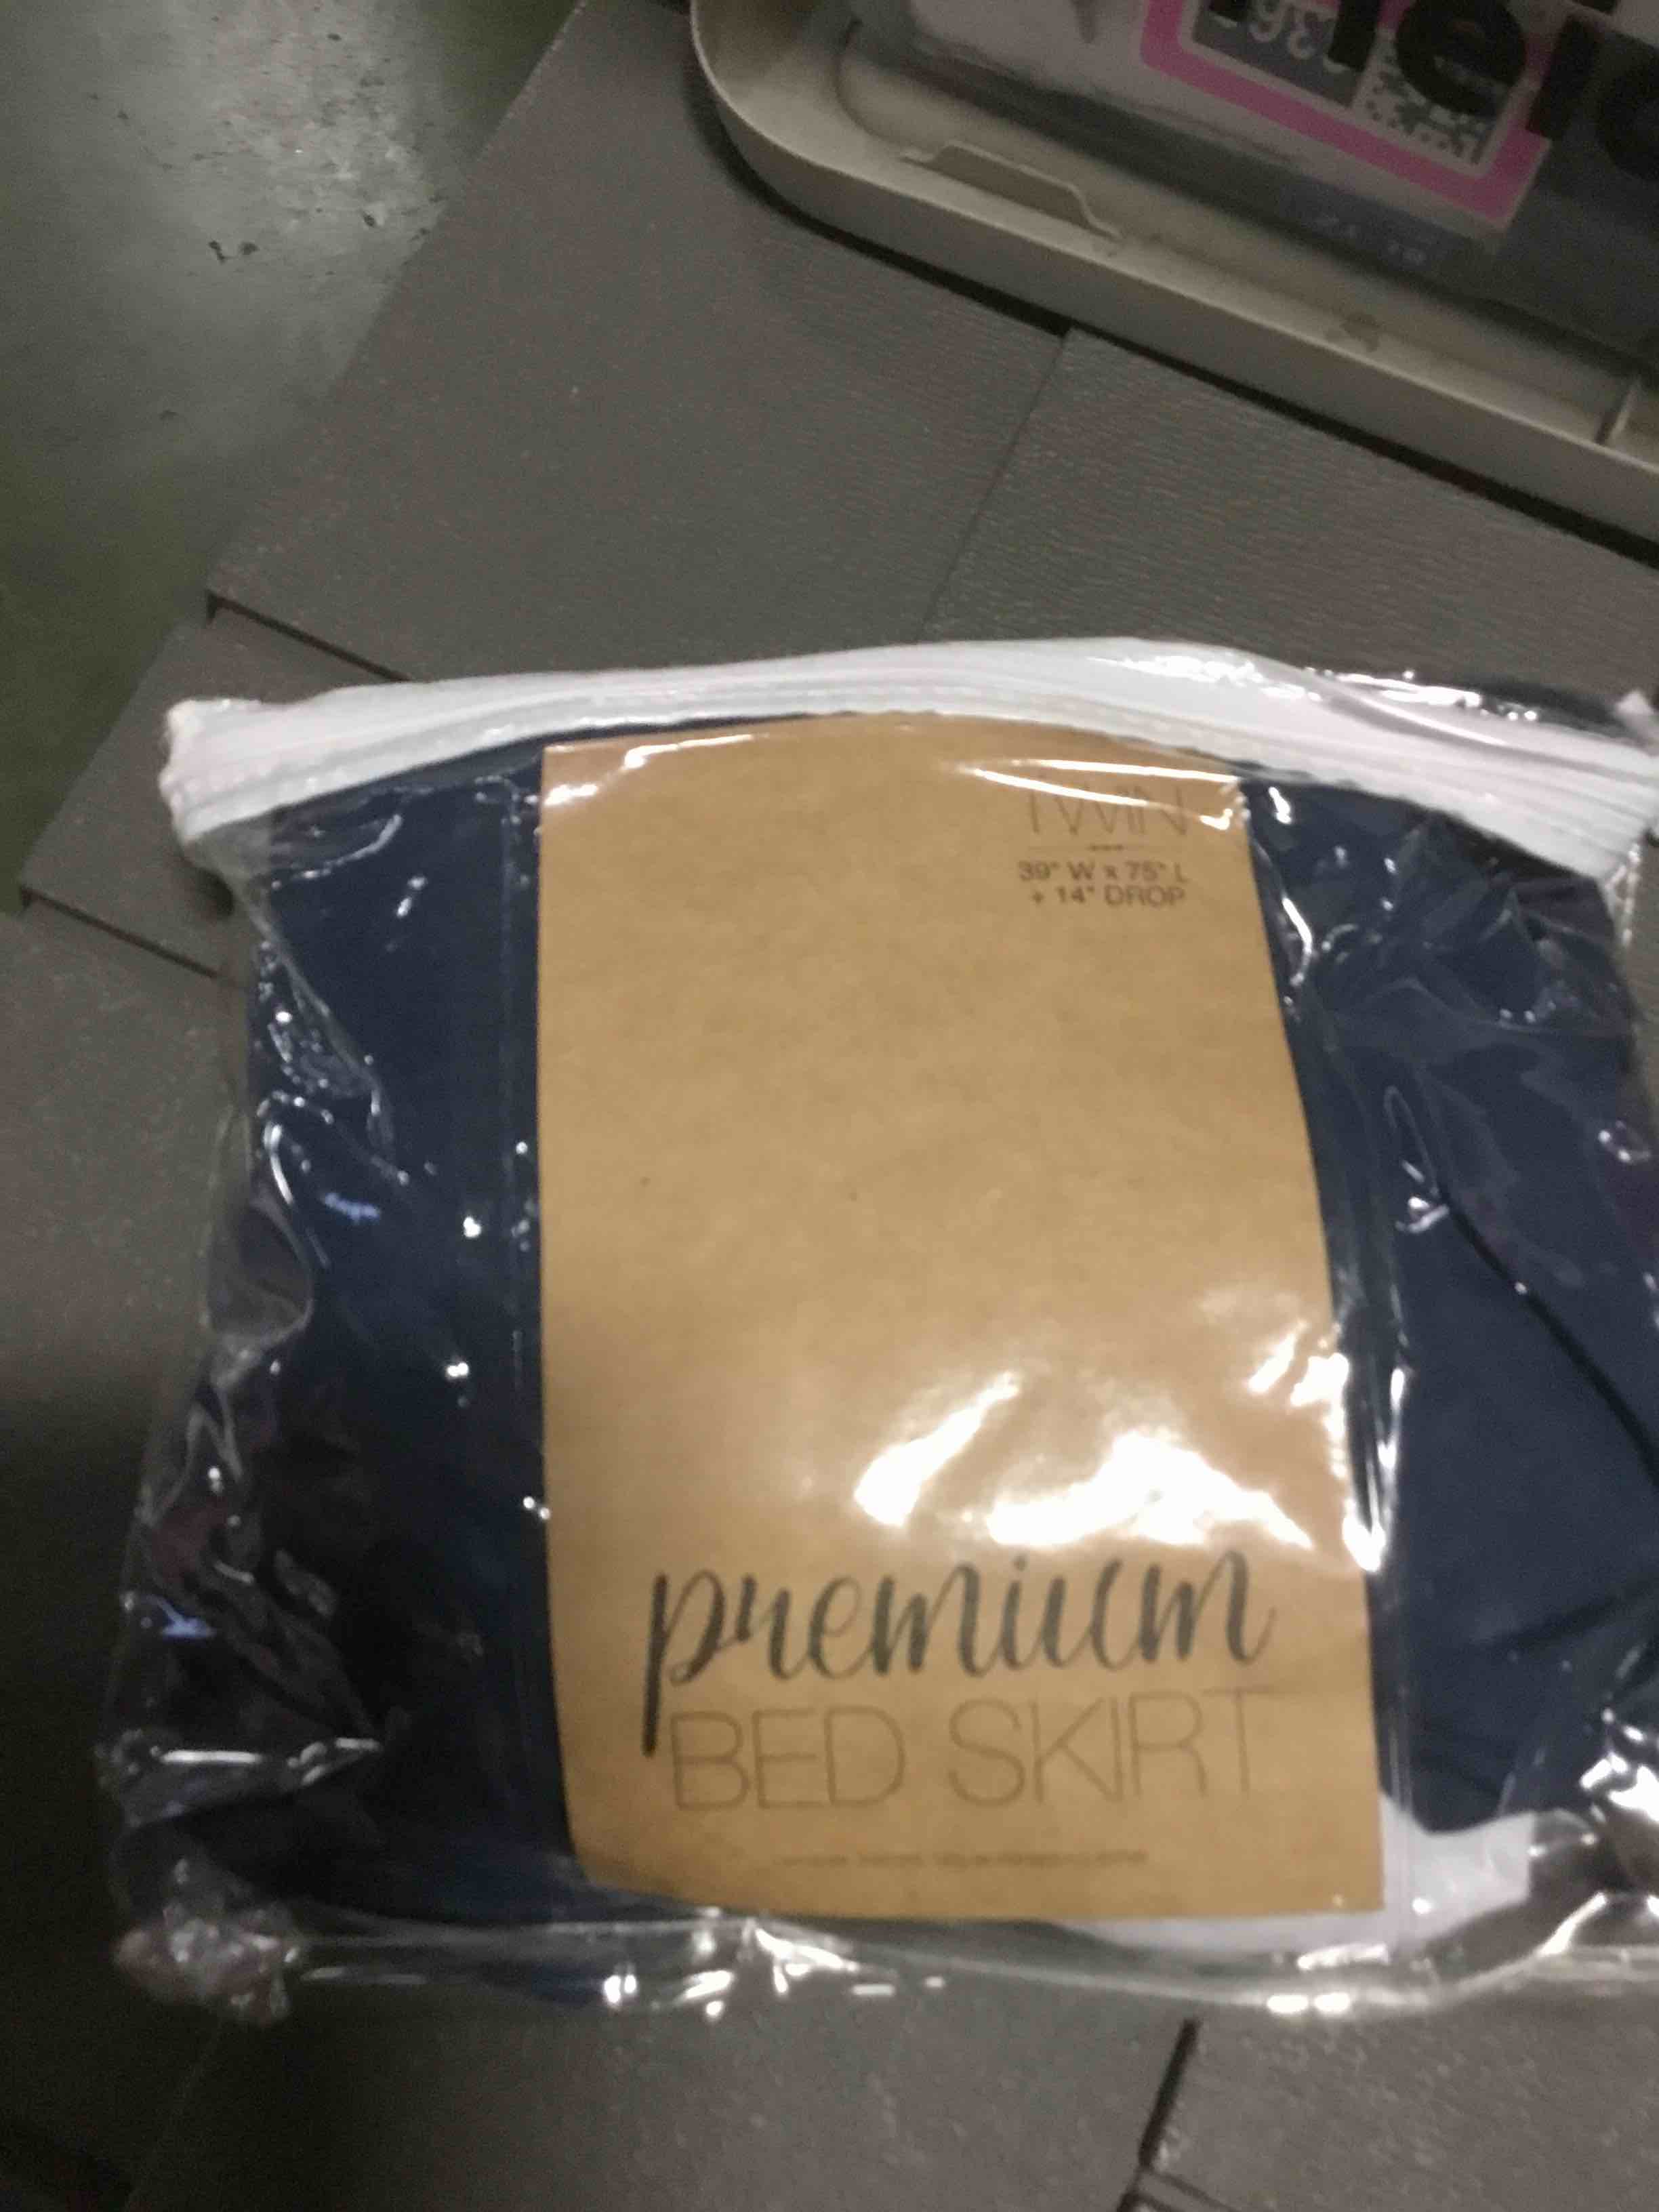 TWIN
39" W x 75" L
+ 14" DROP
premium
BED SKIRT